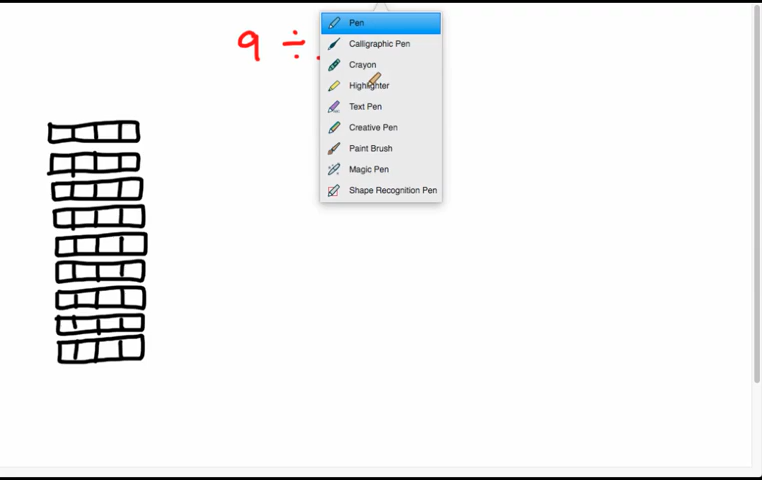 9 ÷
Pen
Calligraphic Pen
Crayon
Highlighter
Text Pen
Creative Pen
Paint Brush
Magic Pen
Shape Recognition Pen